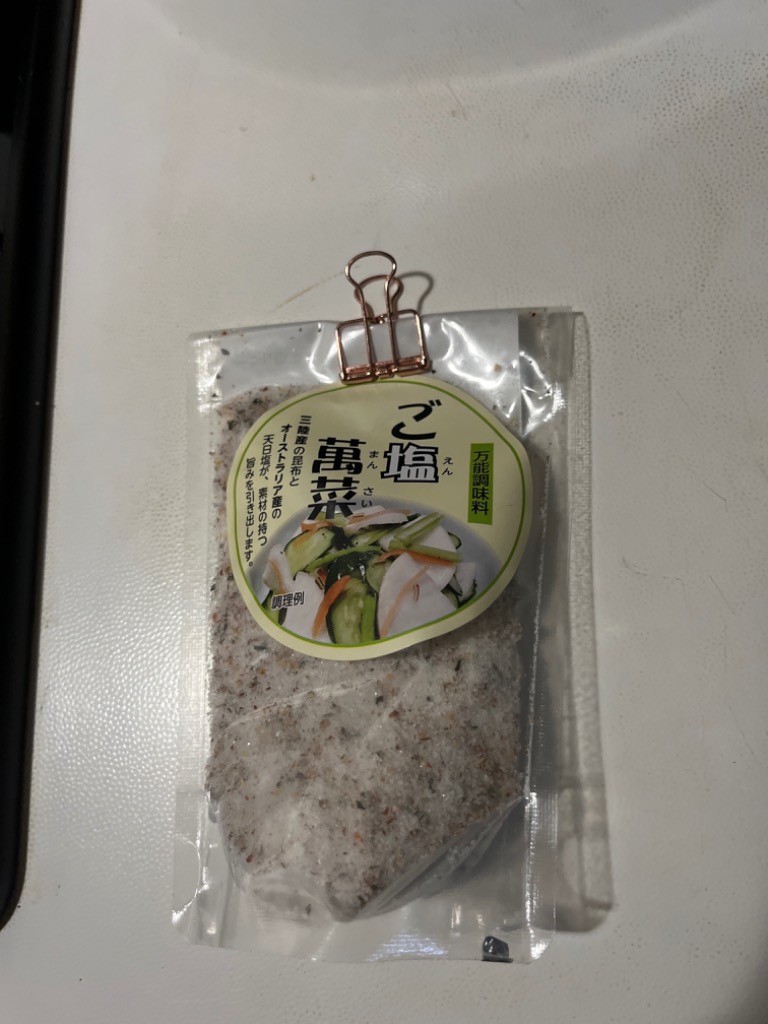 万能調味料
ご塩
えん
萬菜
まんさい
三陸産の昆布と
オーストラリア産の
天日塩が、素材の持つ
旨みを引き出します。
調理例